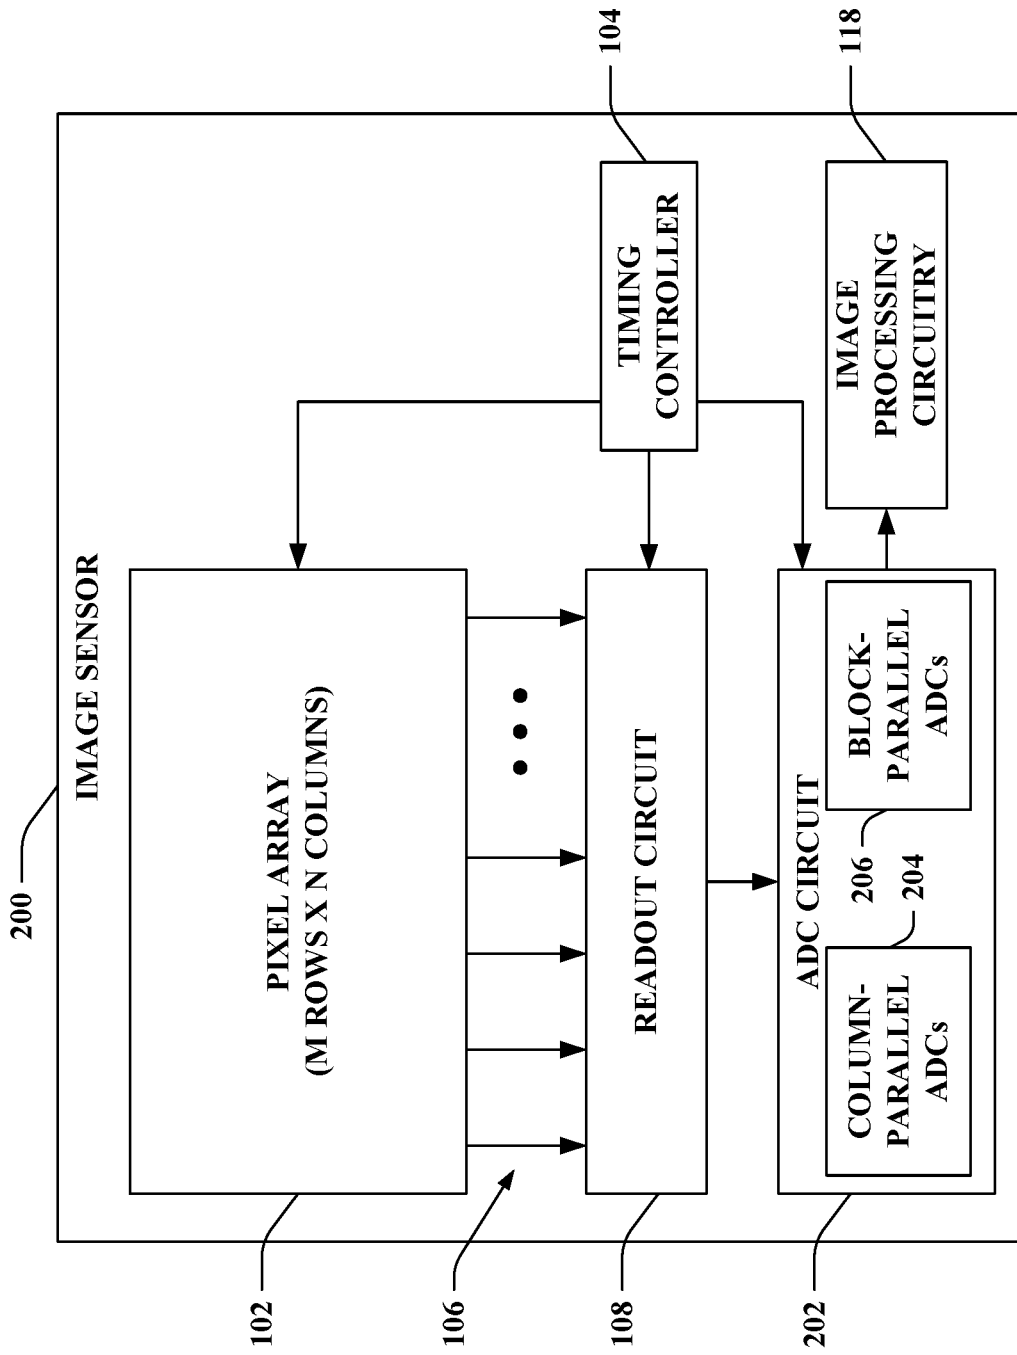 200
IMAGE SENSOR
102
PIXEL ARRAY
(M ROWS X N COLUMNS)
106
104
TIMING
CONTROLLER
108
READOUT CIRCUIT
202
ADC CIRCUIT
204
COLUMN-
PARALLEL
ADCs
206
BLOCK-
PARALLEL
ADCs
118
IMAGE
PROCESSING
CIRCUITRY